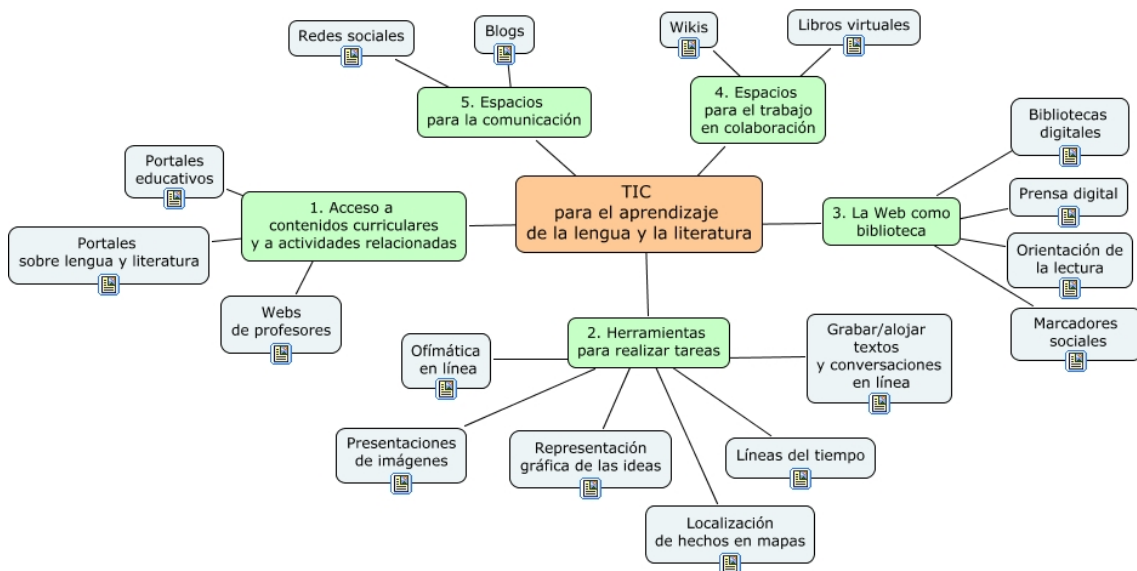 TIC
para el aprendizaje
de la lengua y la literatura
1. Acceso a
contenidos curriculares
y a actividades relacionadas
Portales
educativos
Portales
sobre lengua y literatura
Webs
de profesores
2. Herramientas
para realizar tareas
Ofímática
en línea
Presentaciones
de imágenes
Representación
gráfica de las ideas
Localización
de hechos en mapas
Líneas del tiempo
Grabar/alojar
textos
y conversaciones
en línea
3. La Web como
biblioteca
Bibliotecas
digitales
Prensa digital
Orientación de
la lectura
Marcadores
sociales
4. Espacios
para el trabajo
en colaboración
Wikis
Libros virtuales
5. Espacios
para la comunicación
Redes sociales
Blogs